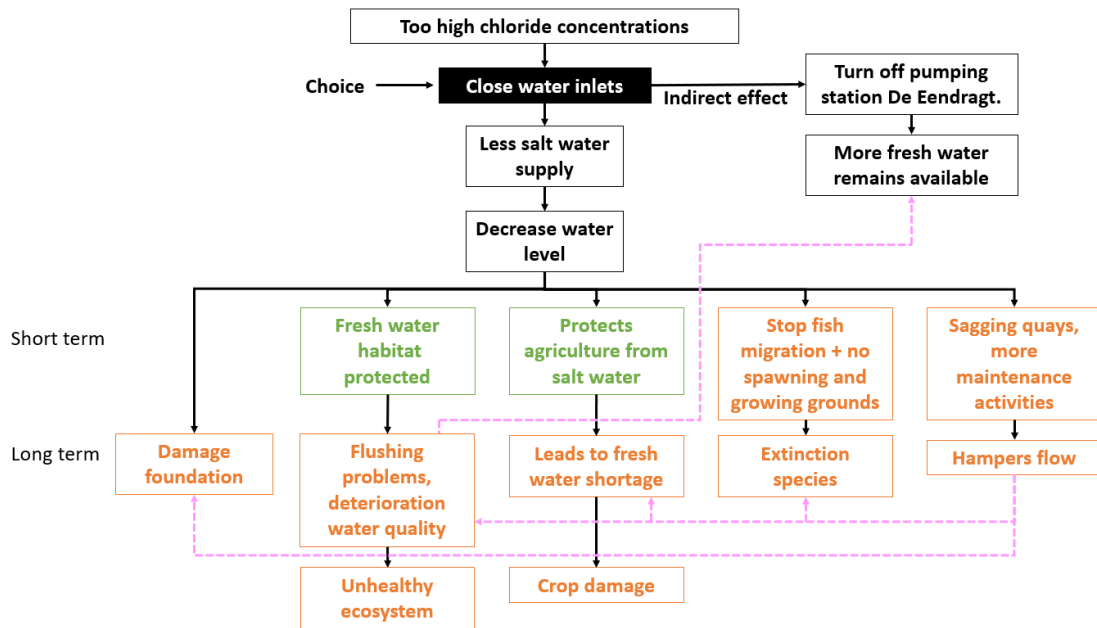 Too high chloride concentrations
Choice
Close water inlets
Indirect effect
Turn off pumping
station De Eendragt.
Less salt water
supply
More fresh water
remains available
Decrease water
level
Short term
Fresh water
habitat
protected
Protects
agriculture from
salt water
Stop fish
migration + no
spawning and
growing grounds
Sagging quays,
more
maintenance
activities
Long term
Damage
foundation
Flushing
problems,
deterioration
water quality
Leads to fresh
water shortage
Extinction
species
Hampers flow
Unhealthy
ecosystem
Crop damage